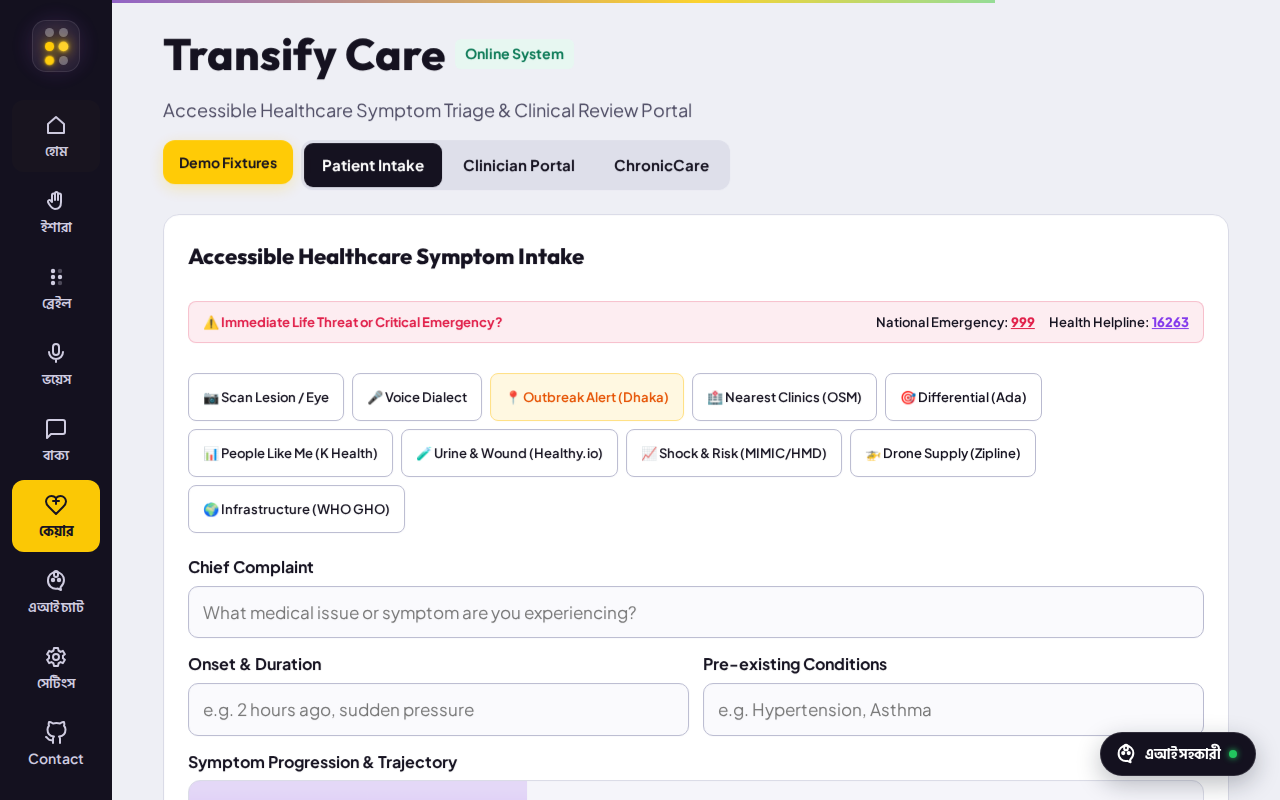 হোম
ইশারা
ব্রেইল
ভয়েস
বাক্য
কেয়ার
এআই চ্যাট
সেটিংস
Contact
Transify Care
Online System
Accessible Healthcare Symptom Triage & Clinical Review Portal
Demo Fixtures
Patient Intake
Clinician Portal
ChronicCare
Accessible Healthcare Symptom Intake
⚠️ Immediate Life Threat or Critical Emergency?
National Emergency: 999
Health Helpline: 16263
📷 Scan Lesion / Eye
🎤 Voice Dialect
📍 Outbreak Alert (Dhaka)
🏥 Nearest Clinics (OSM)
🎯 Differential (Ada)
📊 People Like Me (K Health)
🧪 Urine & Wound (Healthy.io)
📈 Shock & Risk (MIMIC/HMD)
🚁 Drone Supply (Zipline)
🌍 Infrastructure (WHO GHO)
Chief Complaint
What medical issue or symptom are you experiencing?
Onset & Duration
Pre-existing Conditions
e.g. 2 hours ago, sudden pressure
e.g. Hypertension, Asthma
Symptom Progression & Trajectory
এআই সহকারী